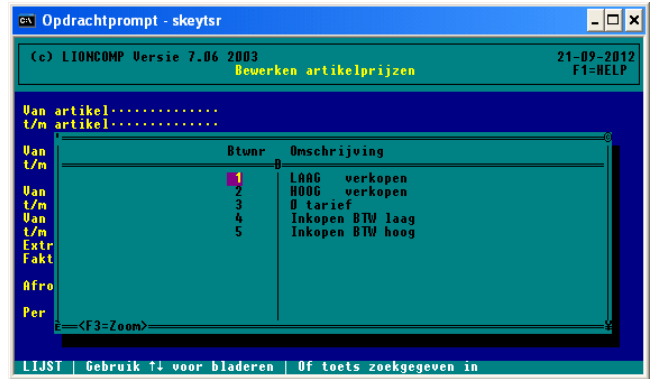 Opdrachtprompt - skeytsr
(c) LIONCOMP Versie 7.06 2003 21-09-2012
Bewerken artikelprijzen F1=HELP
Van artikel··············
t/m artikel··············
Van
t/m
Van
t/m
Van
t/m
Extr
Fakt
Afro
Per
Btwnr Omschrijving
1 LAAG verkopen
2 HOOG verkopen
3 0 tarief
4 Inkopen BTW laag
5 Inkopen BTW hoog
<F3=Zoom>
LIJST | Gebruik ↑↓ voor bladeren | Of toets zoekgegeven in